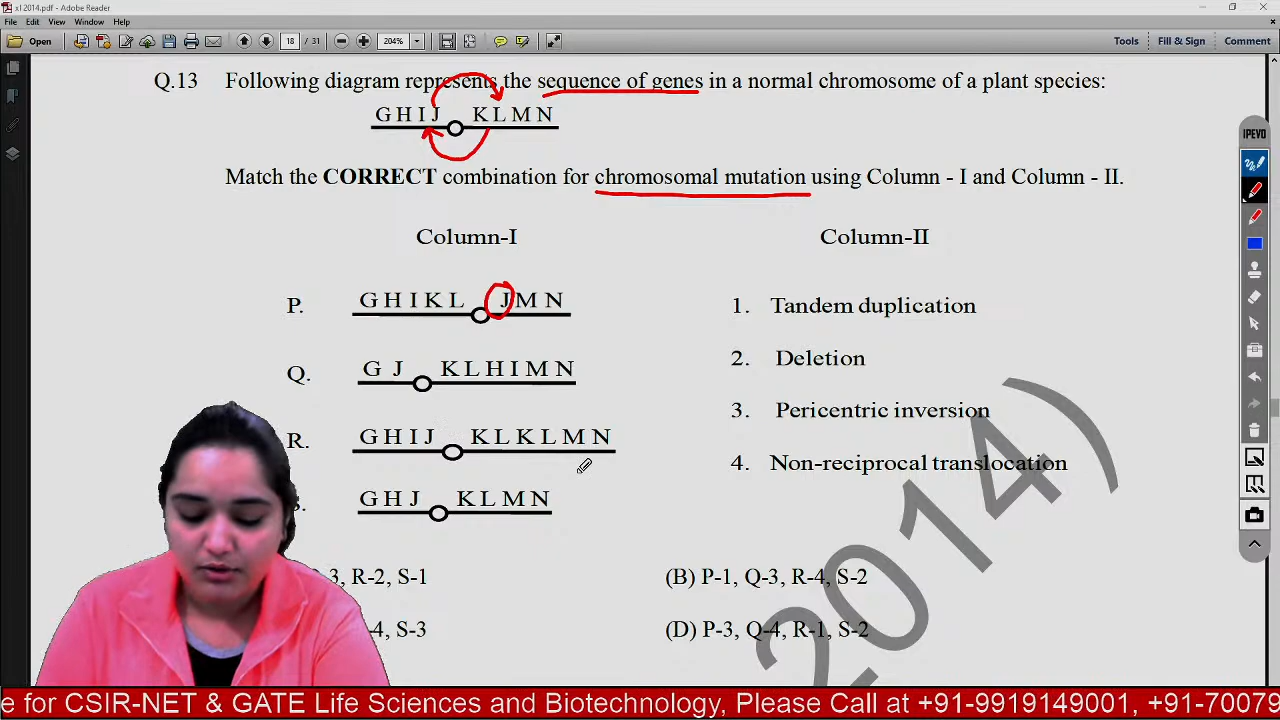 xl 2014.pdf - Adobe Reader
File Edit View Window Help
Open 18 / 31 204% Tools Fill & Sign Comment
Q.13 Following diagram represents the sequence of genes in a normal chromosome of a plant species:
G H I J K L M N
IPEVO
Match the CORRECT combination for chromosomal mutation using Column - I and Column - II.
Column-I Column-II
P. G H I K L J M N 1. Tandem duplication
Q. G J K L H I M N 2. Deletion
R. G H I J K L K L M N 3. Pericentric inversion
4. Non-reciprocal translocation
G H J K L M N
3, R-2, S-1 (B) P-1, Q-3, R-4, S-2
-4, S-3 (D) P-3, Q-4, R-1, S-2
2014)
e for CSIR-NET & GATE Life Sciences and Biotechnology, Please Call at +91-9919149001, +91-70079